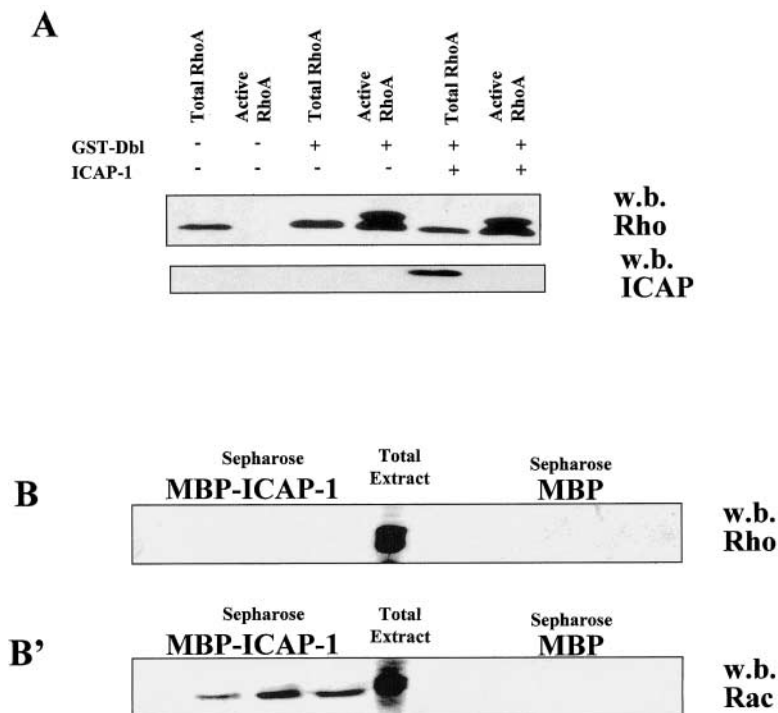 A
Total RhoA
Active RhoA
Total RhoA
Active RhoA
Total RhoA
Active RhoA
GST-Dbl - - + + + +
ICAP-1 - - - - + +
w.b. Rho
w.b. ICAP
B
Sepharose MBP-ICAP-1
Total Extract
Sepharose MBP
w.b. Rho
B’
Sepharose MBP-ICAP-1
Total Extract
Sepharose MBP
w.b. Rac